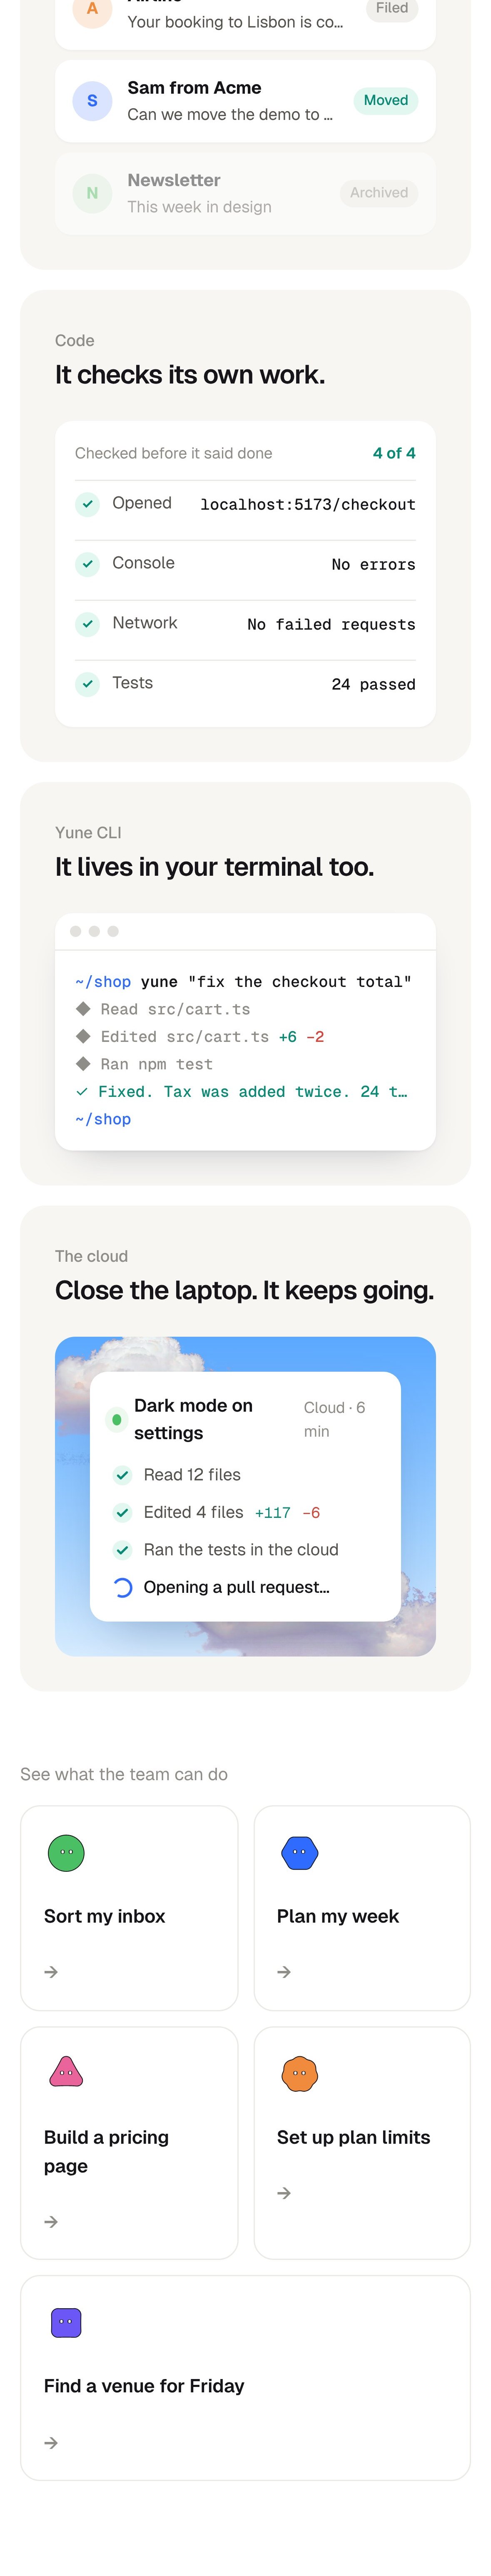 A
Your booking to Lisbon is co...
Filed
S
Sam from Acme
Can we move the demo to ...
Moved
N
Newsletter
This week in design
Archived
Code
It checks its own work.
Checked before it said done 4 of 4
Opened localhost:5173/checkout
Console No errors
Network No failed requests
Tests 24 passed
Yune CLI
It lives in your terminal too.
~/shop yune "fix the checkout total"
◆ Read src/cart.ts
◆ Edited src/cart.ts +6 −2
◆ Ran npm test
✓ Fixed. Tax was added twice. 24 t…
~/shop
The cloud
Close the laptop. It keeps going.
Dark mode on
settings
Cloud · 6
min
Read 12 files
Edited 4 files +117 −6
Ran the tests in the cloud
Opening a pull request...
See what the team can do
Sort my inbox
→
Plan my week
→
Build a pricing
page
→
Set up plan limits
→
Find a venue for Friday
→